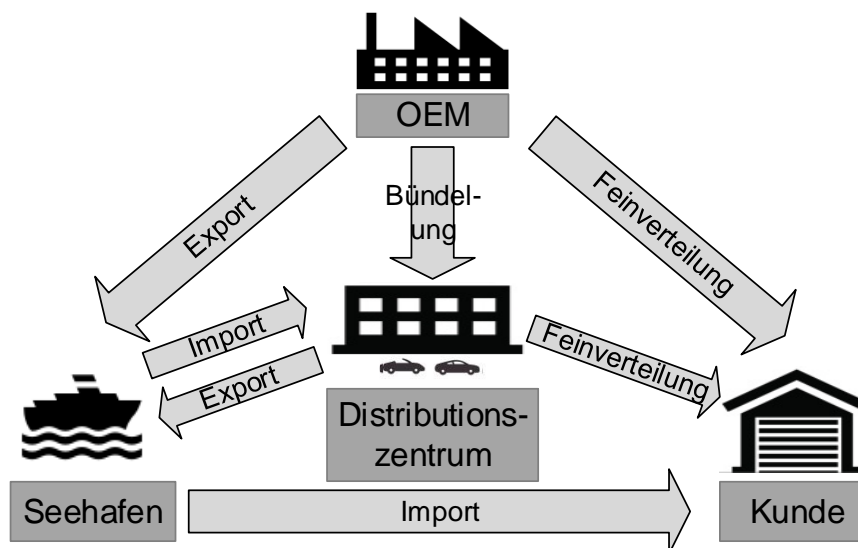 OEM
Export
Bündel-
ung
Feinverteilung
Import
Export
Feinverteilung
Distributions-
zentrum
Seehafen
Import
Kunde